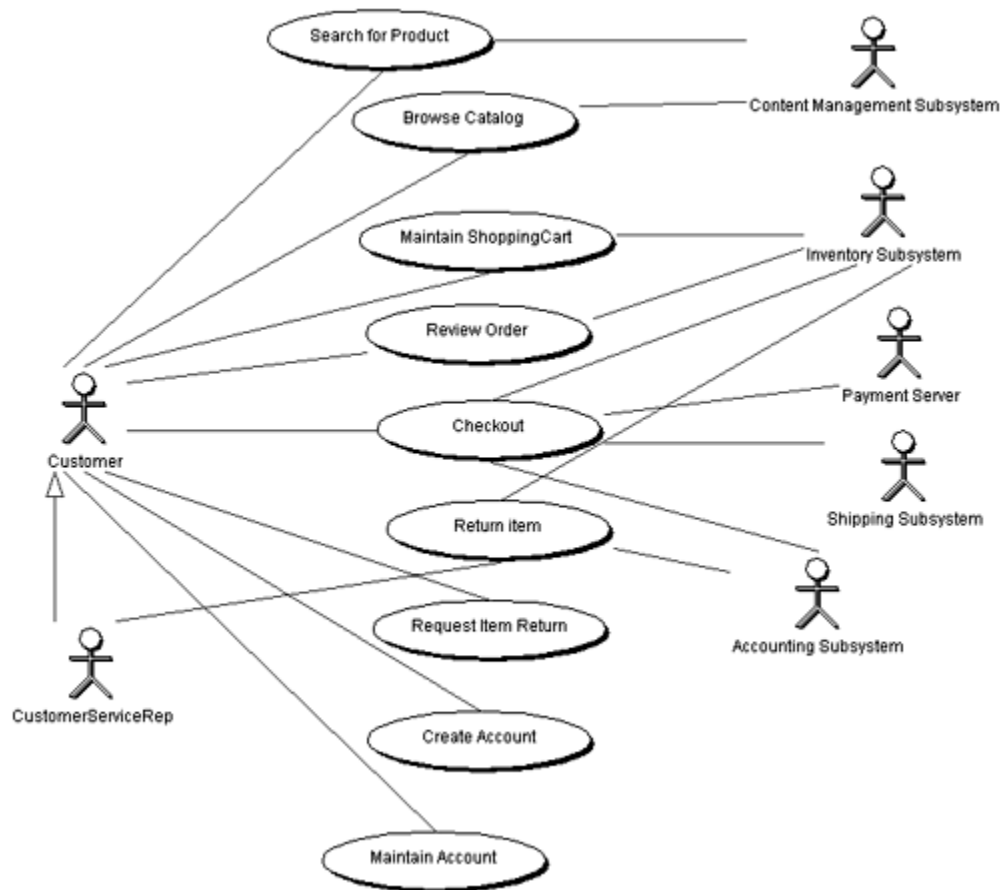 Search for Product
Content Management Subsystem
Browse Catalog
Maintain ShoppingCart
Inventory Subsystem
Review Order
Payment Server
Checkout
Customer
Shipping Subsystem
Return item
Request Item Return
Accounting Subsystem
CustomerServiceRep
Create Account
Maintain Account